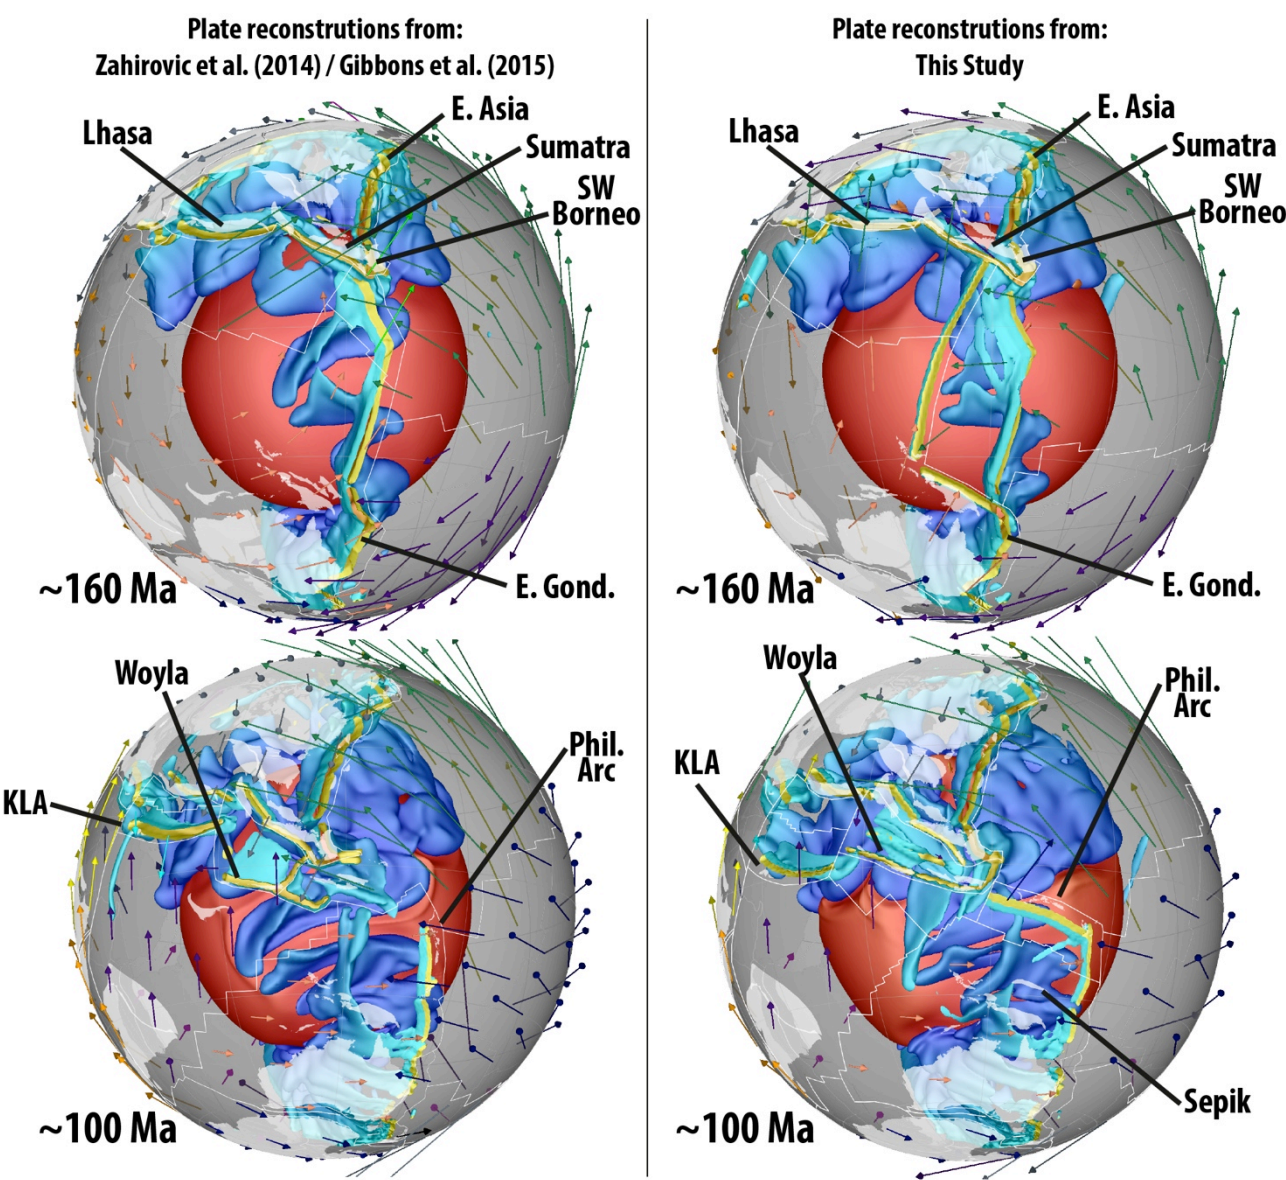 Plate reconstrutions from:
Zahirovic et al. (2014) / Gibbons et al. (2015)
Lhasa
E. Asia
Sumatra
SW
Borneo
E. Gond.
~160 Ma
Plate reconstrutions from:
This Study
Lhasa
E. Asia
Sumatra
SW
Borneo
E. Gond.
~160 Ma
Woyla
KLA
Phil.
Arc
~100 Ma
Woyla
KLA
Phil.
Arc
Sepik
~100 Ma